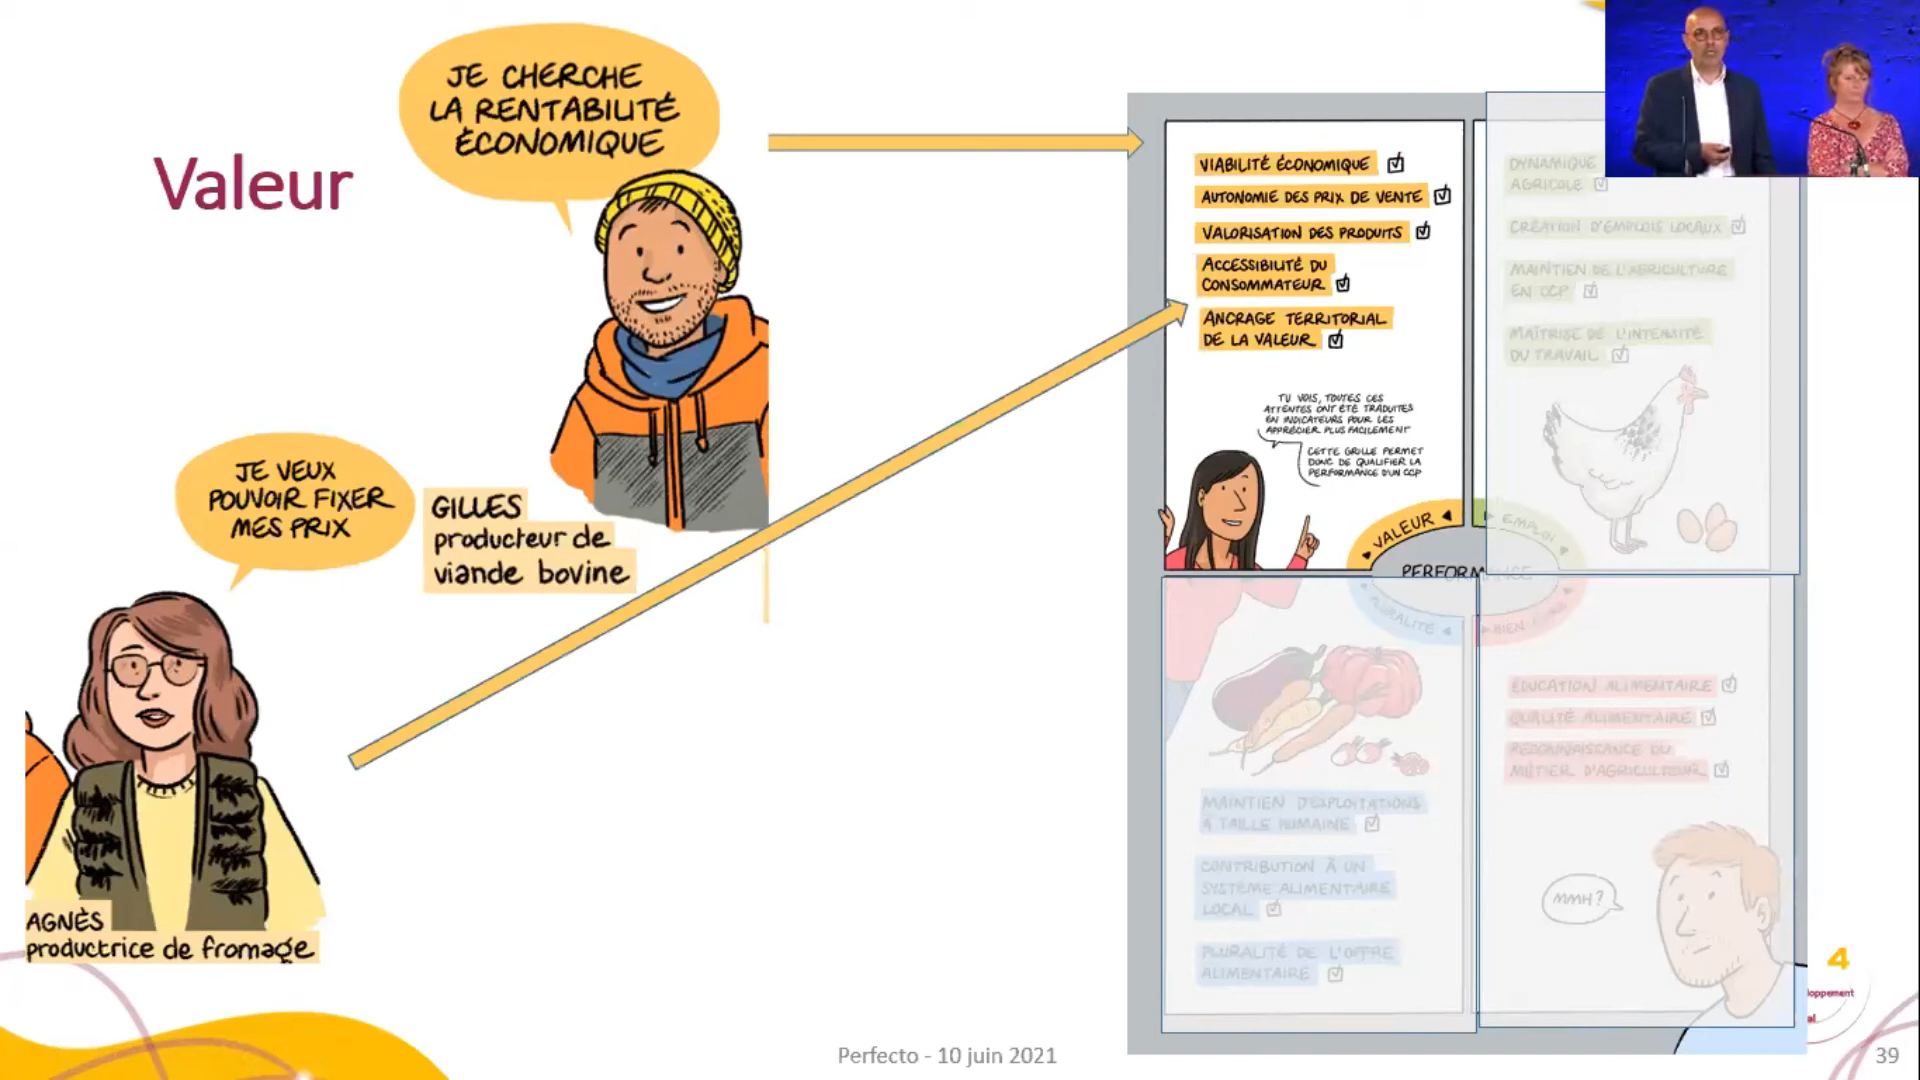 Valeur
JE CHERCHE
LA RENTABILITÉ
ÉCONOMIQUE
JE VEUX
POUVOIR FIXER
MES PRIX
GILLES
producteur de
viande bovine
AGNÈS
productrice de fromage
VIABILITÉ ÉCONOMIQUE
AUTONOMIE DES PRIX DE VENTE
VALORISATION DES PRODUITS
ACCESSIBILITÉ DU
CONSOMMATEUR
ANCRAGE TERRITORIAL
DE LA VALEUR
TU VOIS, TOUTES CES
ATTENTES ONT ÉTÉ TRADUITES
EN INDICATEURS POUR LES
APPRÉCIER PLUS FACILEMENT
CETTE GRILLE PERMET
DONC DE QUALIFIER LA
PERFORMANCE D'UN CCP
DYNAMIQUE
AGRICOLE
CRÉATION D'EMPLOIS LOCAUX
MAINTIEN DE L'AGRICULTURE
EN CCP
MAÎTRISE DE L'INTENSITÉ
DU TRAVAIL
VALEUR
EMPLOI
PERFORMANCE
PLURALITÉ
BIEN
MAINTIEN D'EXPLOITATIONS
À TAILLE HUMAINE
CONTRIBUTION À UN
SYSTÈME ALIMENTAIRE
LOCAL
PLURALITÉ DE L'OFFRE
ALIMENTAIRE
ÉDUCATION ALIMENTAIRE
QUALITÉ ALIMENTAIRE
RECONNAISSANCE DU
MÉTIER D'AGRICULTEUR
MMH?
4
loppement
al
Perfecto - 10 juin 2021
39